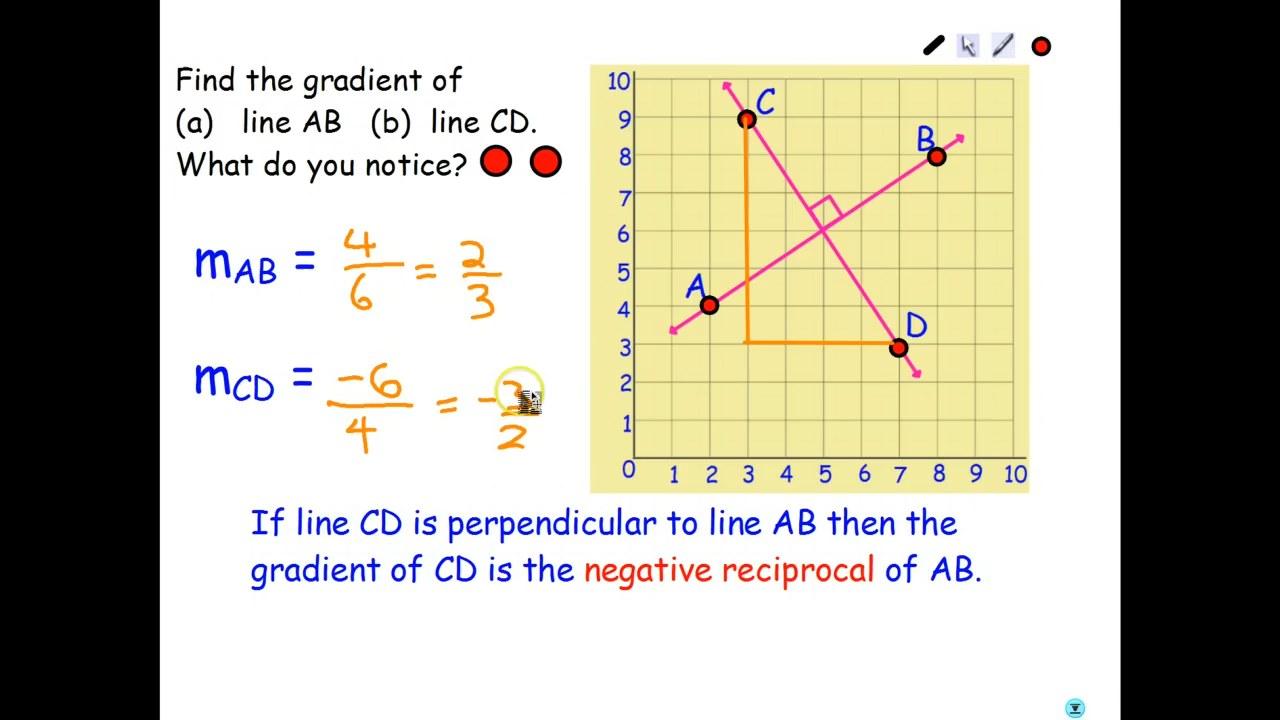 Find the gradient of
(a) line AB (b) line CD.
What do you notice?
mAB = 4/6 = 2/3
mCD = -6/4 = -3/2
If line CD is perpendicular to line AB then the
gradient of CD is the negative reciprocal of AB.
10
9
8
7
6
5
4
3
2
1
0 1 2 3 4 5 6 7 8 9 10
C
B
A
D